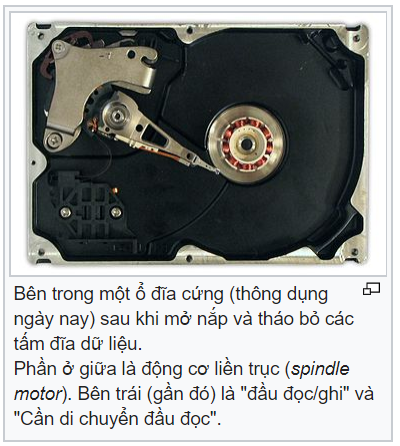 Bên trong một ổ đĩa cứng (thông dụng
ngày nay) sau khi mở nắp và tháo bỏ các
tấm đĩa dữ liệu.
Phần ở giữa là động cơ liền trục (spindle
motor). Bên trái (gần đó) là "đầu đọc/ghi" và
"Cần di chuyển đầu đọc".